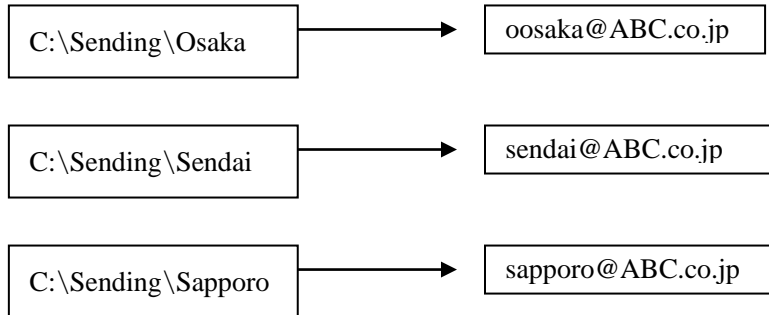 C:\Sending\Osaka
oosaka@ABC.co.jp
C:\Sending\Sendai
sendai@ABC.co.jp
C:\Sending\Sapporo
sapporo@ABC.co.jp